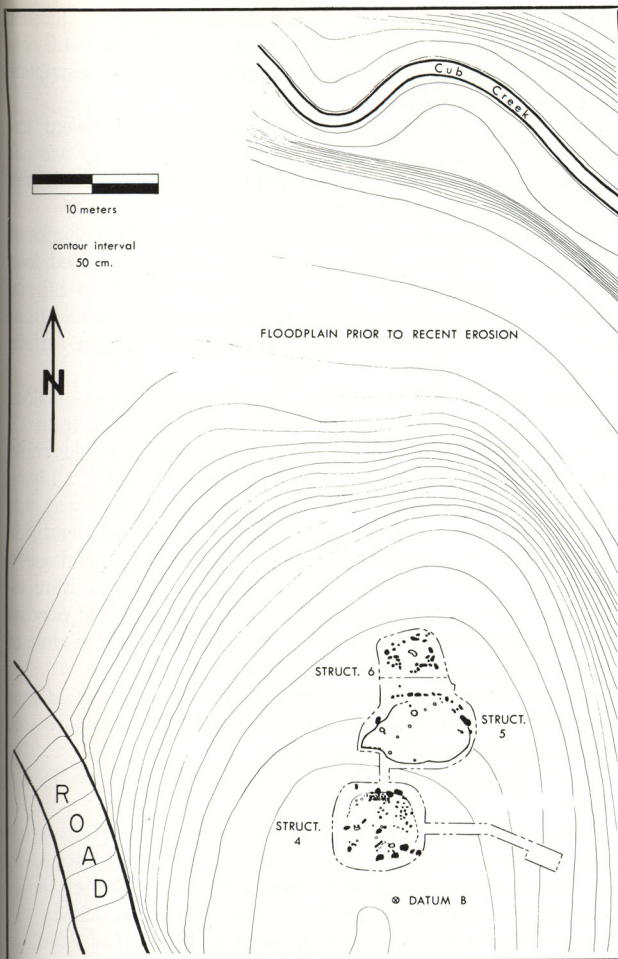 Cub Creek
10 meters
contour interval
50 cm.
N
FLOODPLAIN PRIOR TO RECENT EROSION
STRUCT. 6
STRUCT.
5
STRUCT.
4
ROAD
⊗ DATUM B